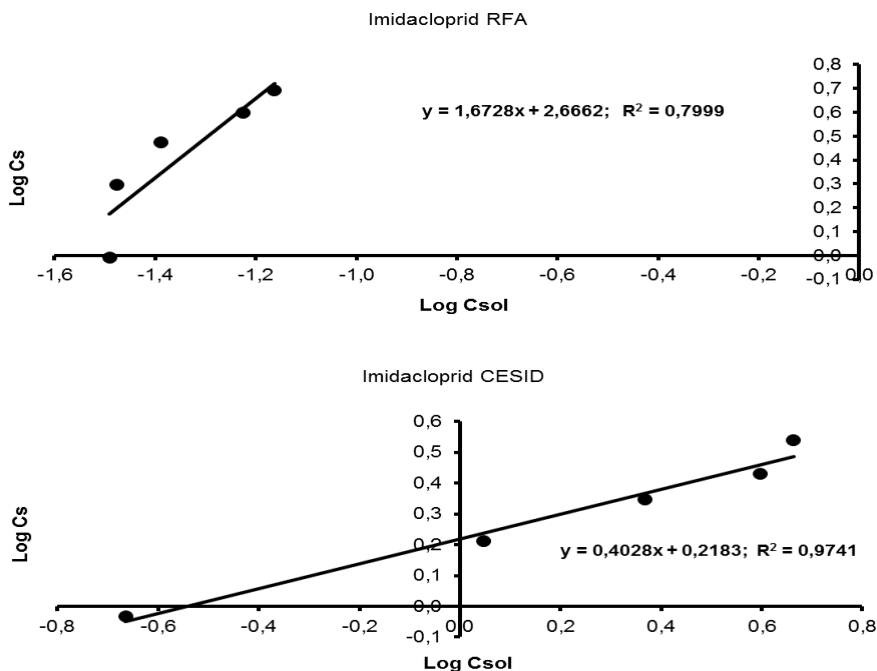 Imidacloprid RFA
0,8
0,7
y = 1,6728x + 2,6662; R² = 0,7999
0,6
0,5
0,4
0,3
0,2
0,1
0,0
-0,1
Log Cs
-1,6 -1,4 -1,2 -1,0 -0,8 -0,6 -0,4 -0,2 0,0
Log Csol
Imidacloprid CESID
0,6
0,5
0,4
0,3
0,2
y = 0,4028x + 0,2183; R² = 0,9741
0,1
0,0
-0,1
Log Cs
-0,8 -0,6 -0,4 -0,2 0,0 0,2 0,4 0,6 0,8
Log Csol